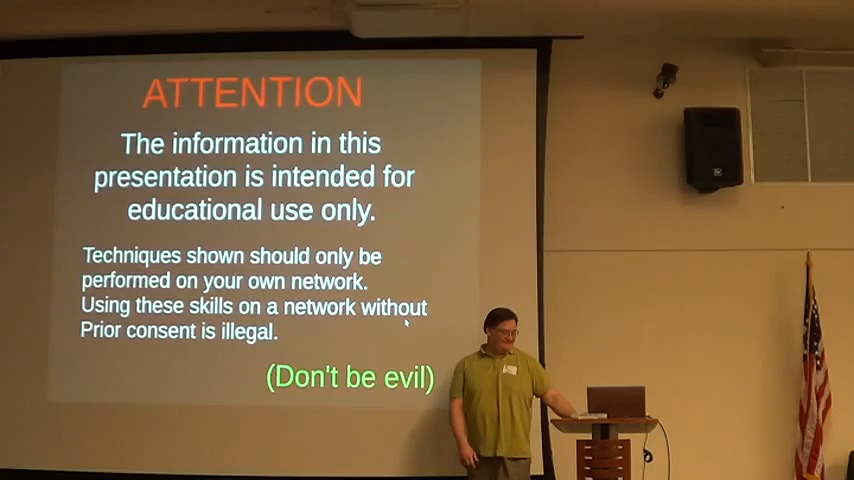 ATTENTION
The information in this
presentation is intended for
educational use only.
Techniques shown should only be
performed on your own network.
Using these skills on a network without
Prior consent is illegal.
(Don't be evil)